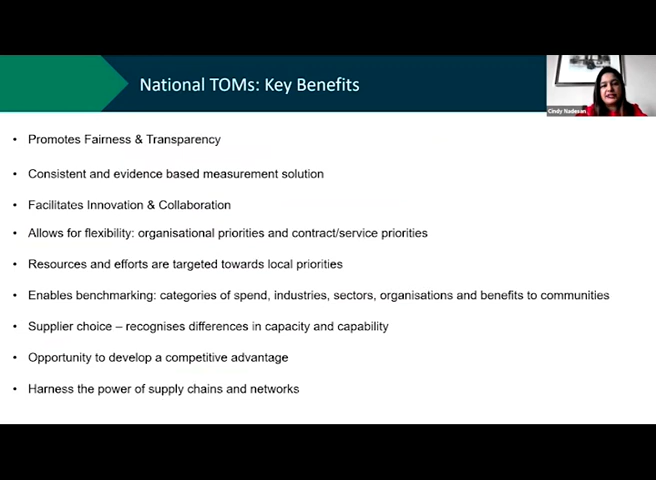 National TOMs: Key Benefits
Cindy Nadesan
• Promotes Fairness & Transparency
• Consistent and evidence based measurement solution
• Facilitates Innovation & Collaboration
• Allows for flexibility: organisational priorities and contract/service priorities
• Resources and efforts are targeted towards local priorities
• Enables benchmarking: categories of spend, industries, sectors, organisations and benefits to communities
• Supplier choice – recognises differences in capacity and capability
• Opportunity to develop a competitive advantage
• Harness the power of supply chains and networks